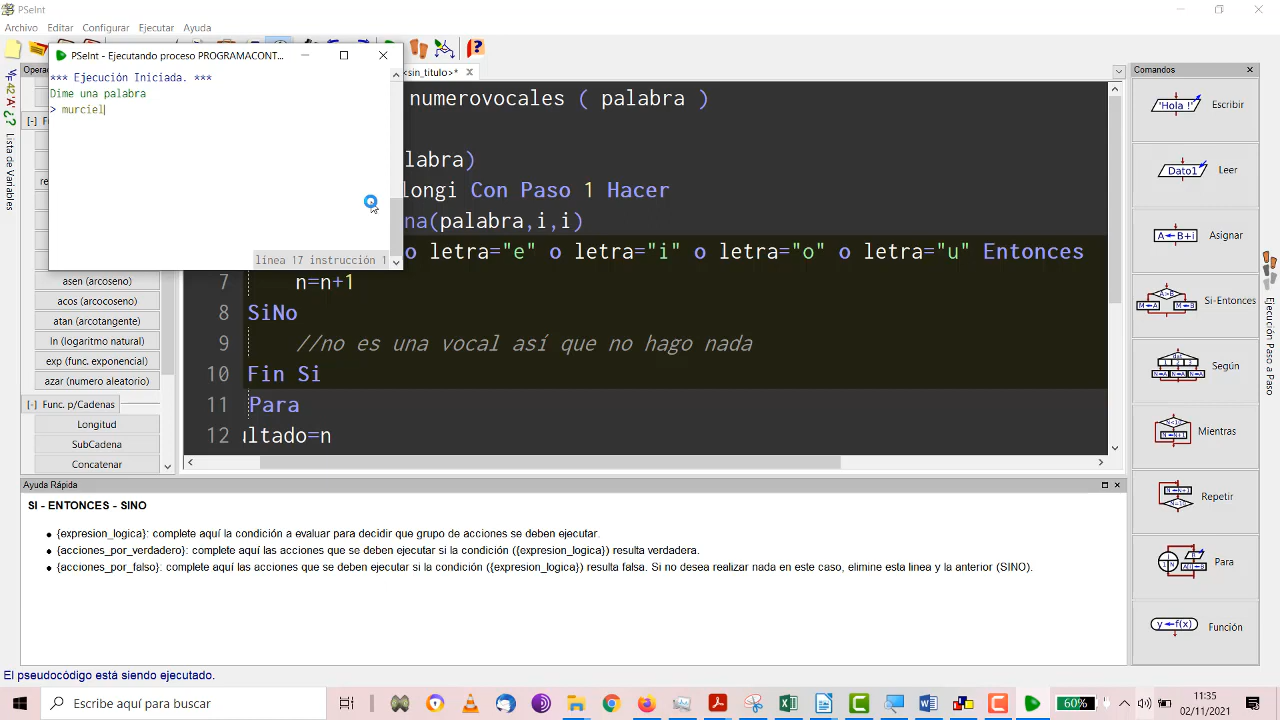 PSeInt
Archivo Editar Configurar Ejecutar Ayuda
PSeInt - Ejecutando proceso PROGRAMACONT...
*** Ejecución Iniciada. ***
Dime una palabra
> murciel
linea 17 instrucción 1
<sin_titulo>*
Lista de Variables
numerovocales ( palabra )
labra)
longi Con Paso 1 Hacer
na(palabra,i,i)
o letra="e" o letra="i" o letra="o" o letra="u" Entonces
7 n=n+1
8 SiNo
9 //no es una vocal así que no hago nada
10 Fin Si
11 Para
12 ultado=n
asen (arcoseno)
acos (arcocoseno)
atan (arcotangente)
ln (logaritmo natural)
exp (func. exponencial)
azar (numero aleatorio)
[-] Func. p/Cadenas
Longitud
SubCadena
Concatenar
Comandos
'Hola !' Escribir
Dato1 Leer
A←B+i Asignar
Si-Entonces
Según
Mientras
Repetir
Para
y←f(x) Función
Ejecución Paso a Paso
Ayuda Rápida
SI - ENTONCES - SINO
{expresion_logica}: complete aquí la condición a evaluar para decidir que grupo de acciones se deben ejecutar.
{acciones_por_verdadero}: complete aquí las acciones que se deben ejecutar si la condición ({expresion_logica}) resulta verdadera.
{acciones_por_falso}: complete aquí las acciones que se deben ejecutar si la condición ({expresion_logica}) resulta falsa. Si no desea realizar nada en este caso, elimine esta linea y la anterior (SINO).
El pseudocódigo está siendo ejecutado.
Escribe aquí para buscar
60%
11:35
02/11/2021